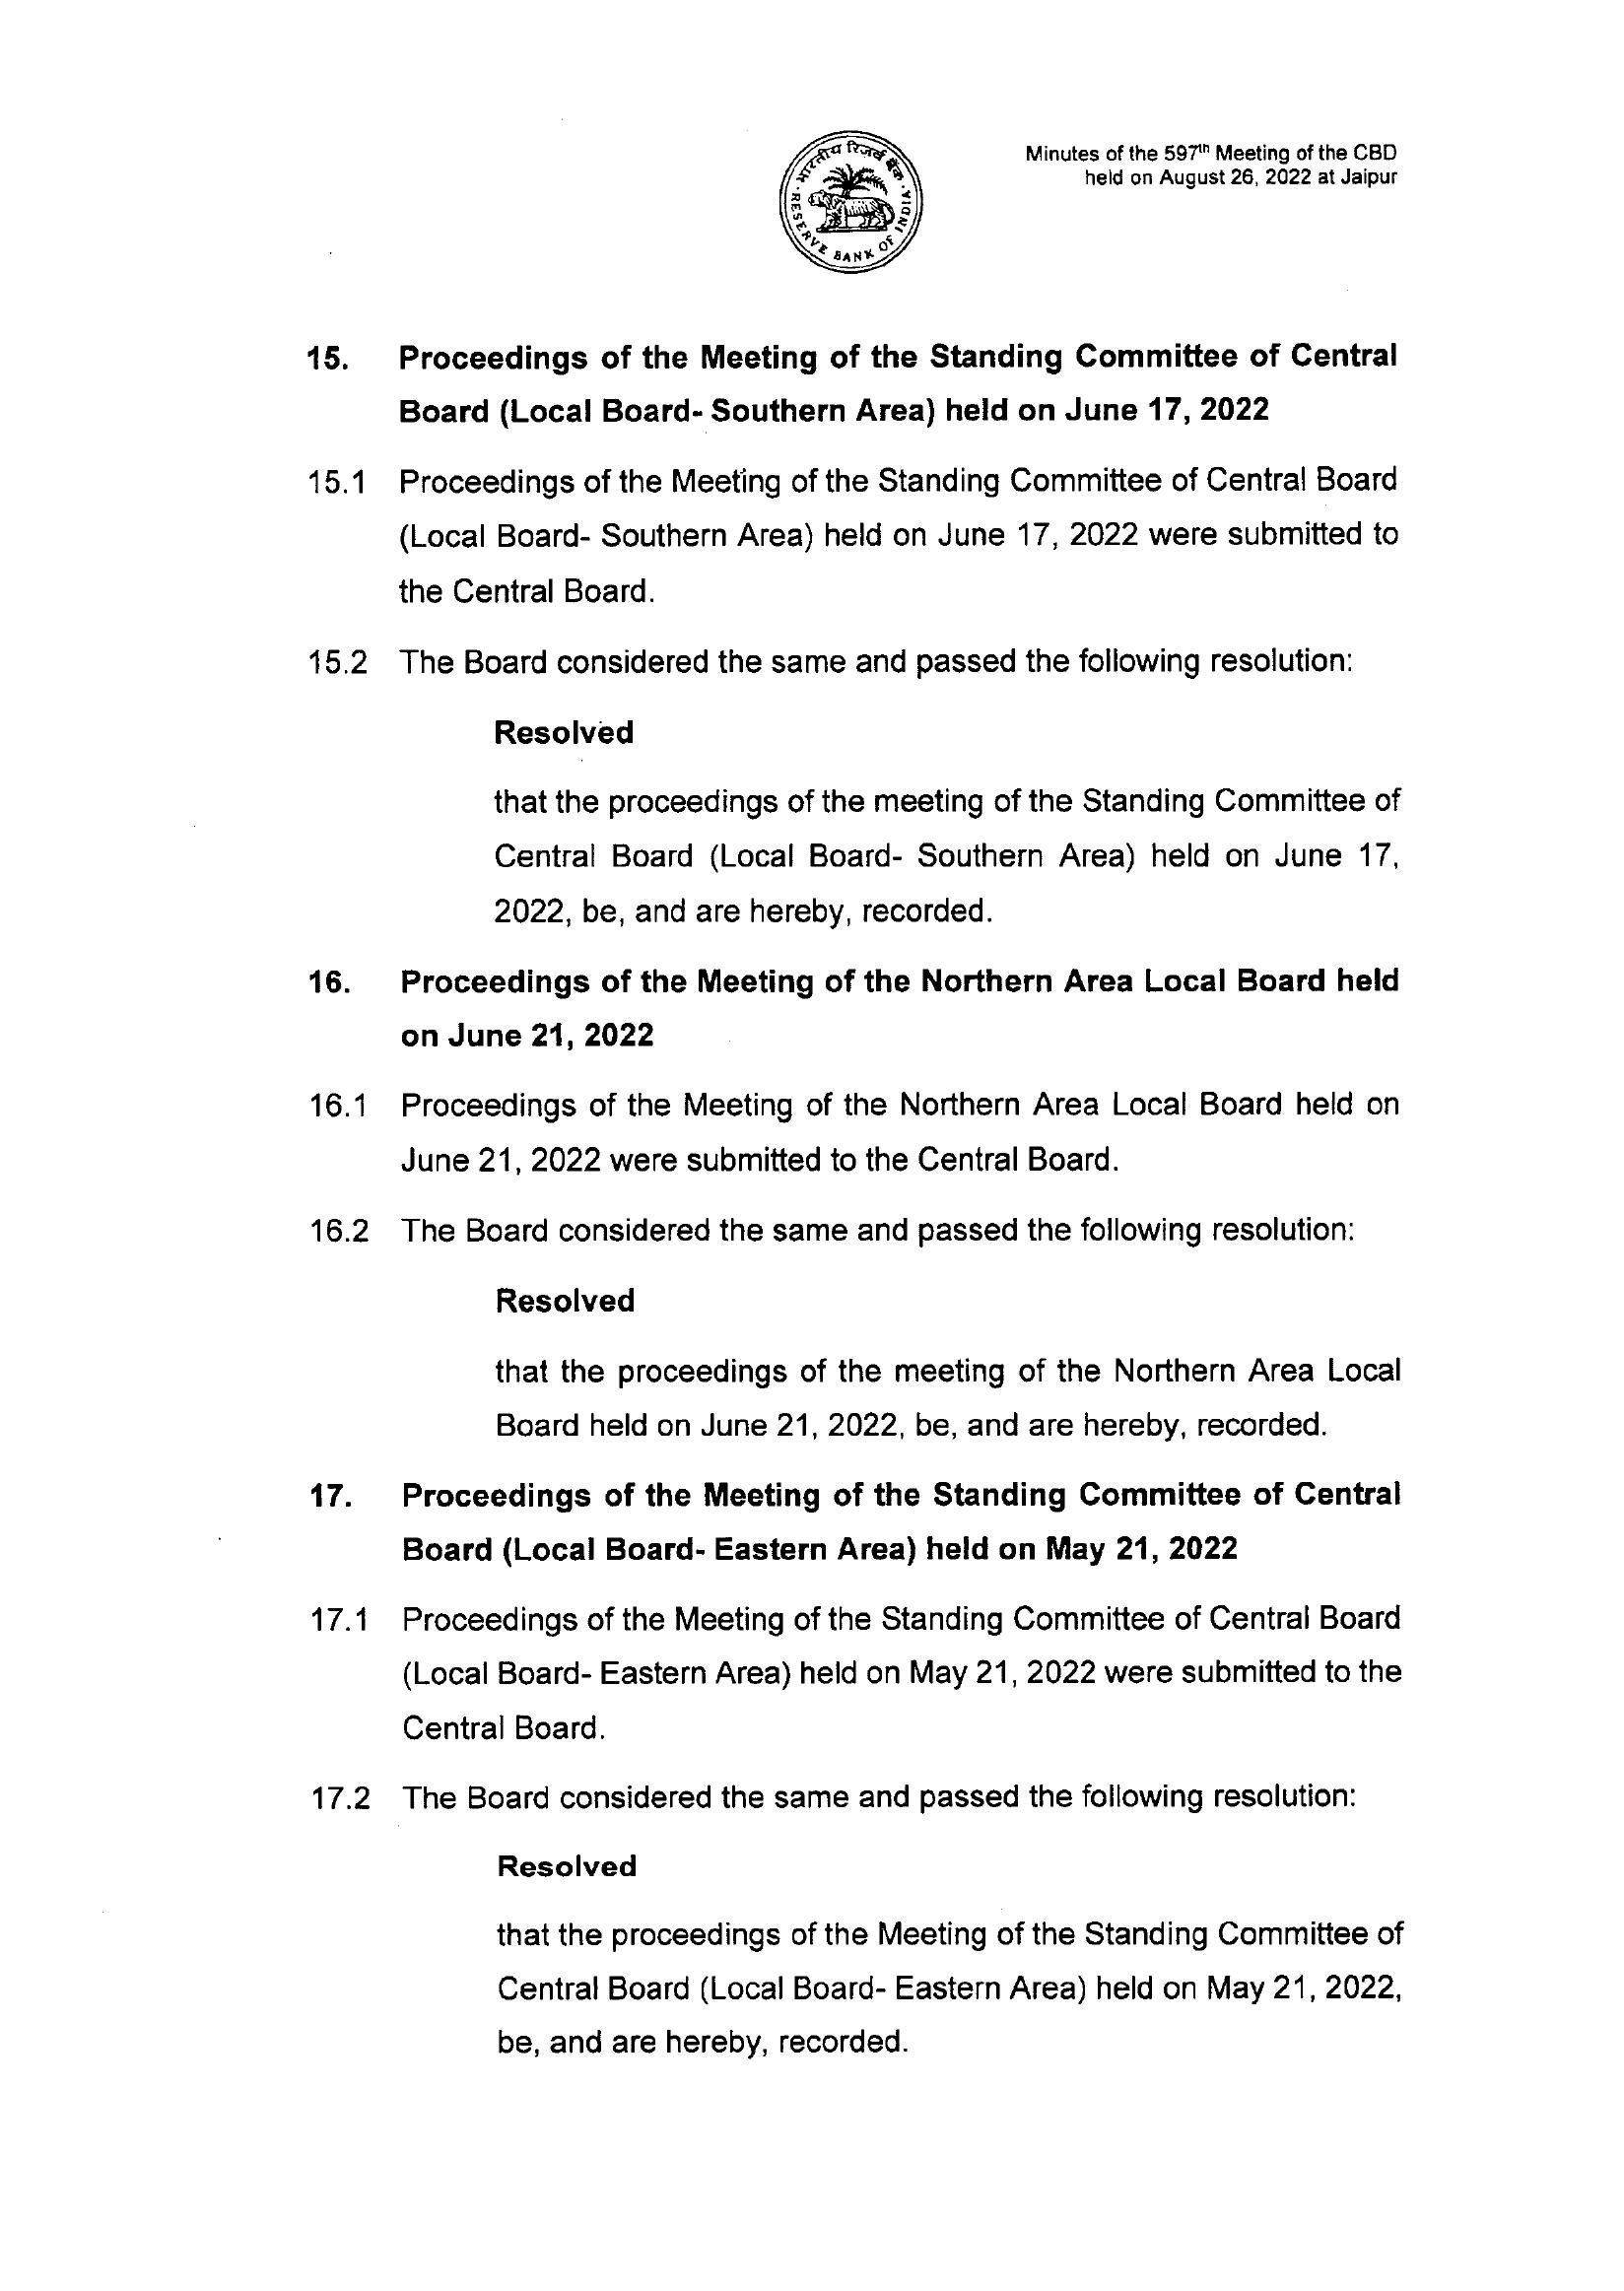 भारतीय रिज़र्व बैंक
RESERVE BANK OF INDIA
Minutes of the 597th Meeting of the CBD
held on August 26, 2022 at Jaipur
15. Proceedings of the Meeting of the Standing Committee of Central
Board (Local Board- Southern Area) held on June 17, 2022
15.1 Proceedings of the Meeting of the Standing Committee of Central Board
(Local Board- Southern Area) held on June 17, 2022 were submitted to
the Central Board.
15.2 The Board considered the same and passed the following resolution:
Resolved
that the proceedings of the meeting of the Standing Committee of
Central Board (Local Board- Southern Area) held on June 17,
2022, be, and are hereby, recorded.
16. Proceedings of the Meeting of the Northern Area Local Board held
on June 21, 2022
16.1 Proceedings of the Meeting of the Northern Area Local Board held on
June 21, 2022 were submitted to the Central Board.
16.2 The Board considered the same and passed the following resolution:
Resolved
that the proceedings of the meeting of the Northern Area Local
Board held on June 21, 2022, be, and are hereby, recorded.
17. Proceedings of the Meeting of the Standing Committee of Central
Board (Local Board- Eastern Area) held on May 21, 2022
17.1 Proceedings of the Meeting of the Standing Committee of Central Board
(Local Board- Eastern Area) held on May 21, 2022 were submitted to the
Central Board.
17.2 The Board considered the same and passed the following resolution:
Resolved
that the proceedings of the Meeting of the Standing Committee of
Central Board (Local Board- Eastern Area) held on May 21, 2022,
be, and are hereby, recorded.